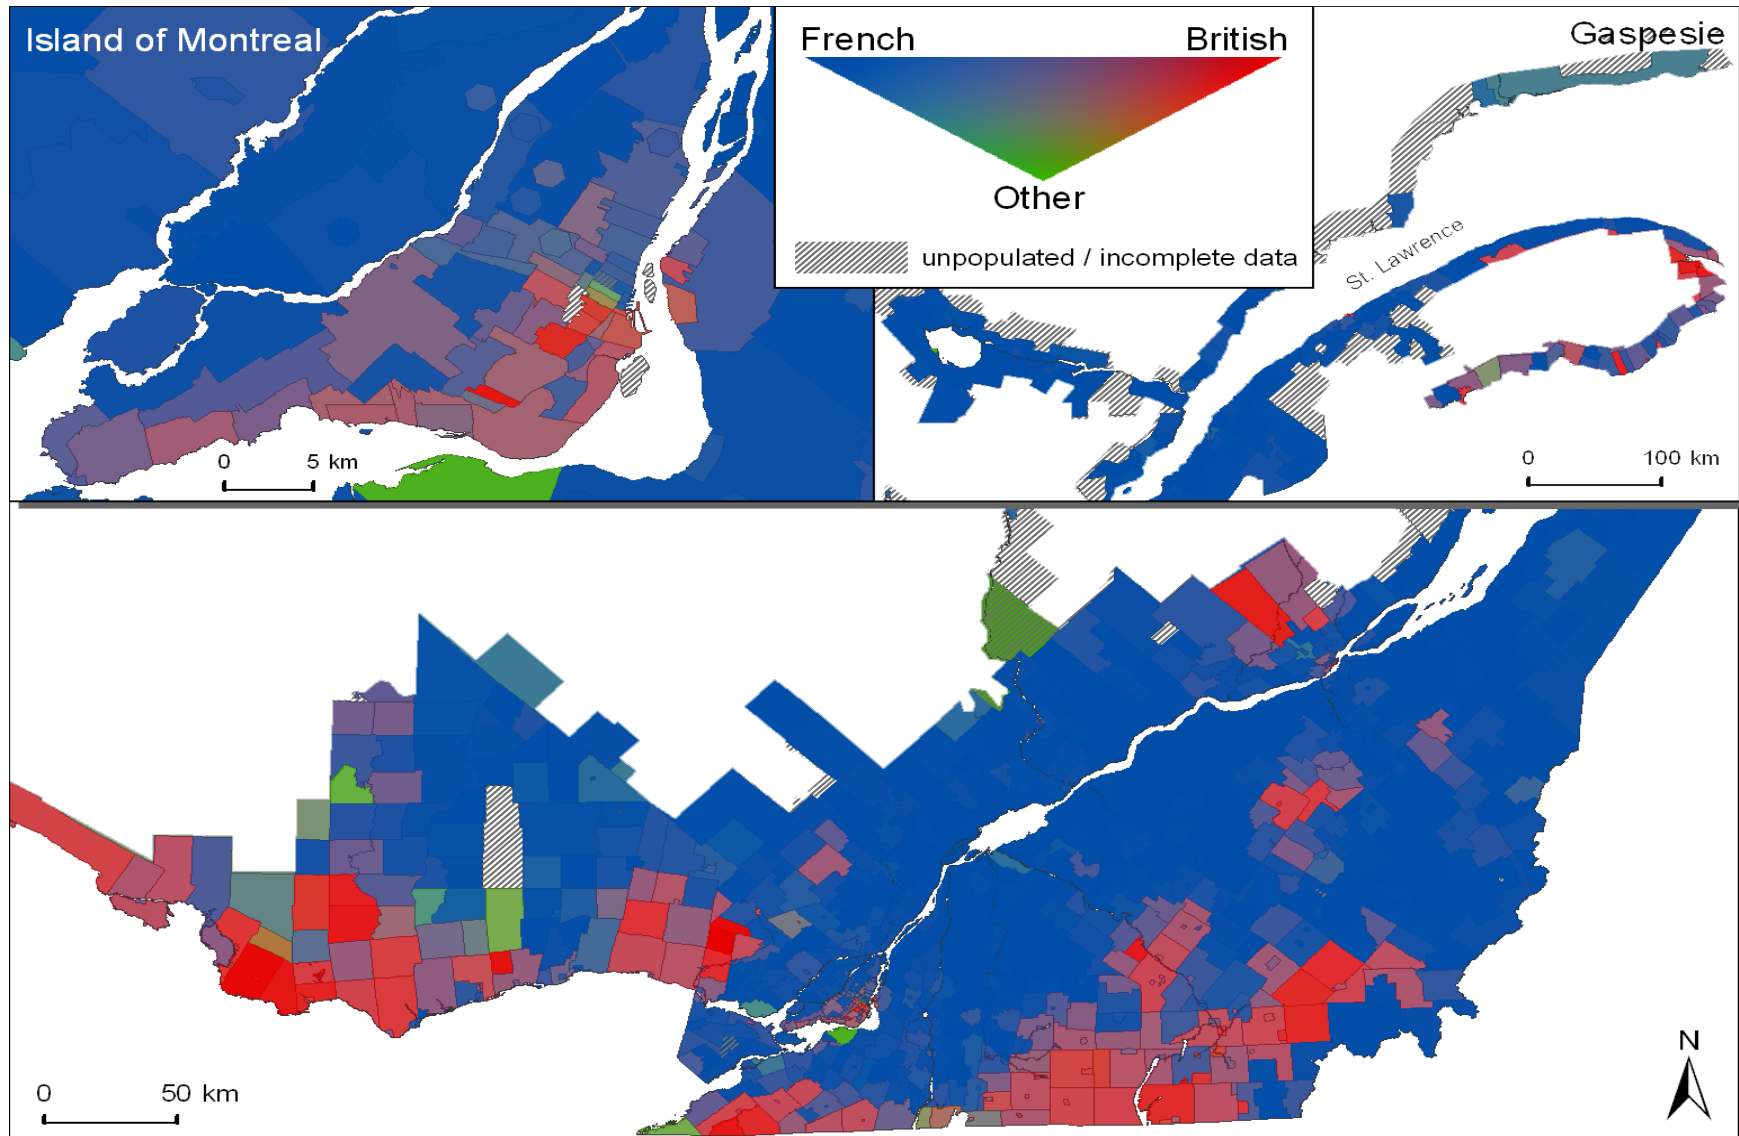 Island of Montreal
French
British
Other
unpopulated / incomplete data
Gaspesie
St. Lawrence
0 5 km
0 100 km
0 50 km
N